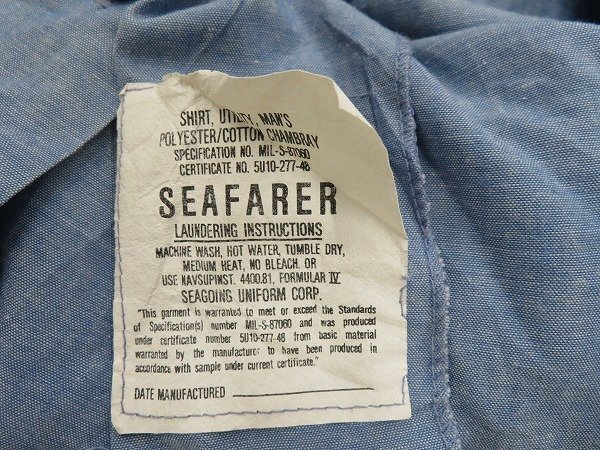 SHIRT, UTILITY, MAN'S
POLYESTER/COTTON CHAMBRAY
SPECIFICATION NO. MIL-S-87060
CERTIFICATE NO. 5U10-277-48
SEAFARER
LAUNDERING INSTRUCTIONS
MACHINE WASH, HOT WATER, TUMBLE DRY,
MEDIUM HEAT, NO BLEACH. OR
USE NAVSUPINST. 4400.81, FORMULAR IV
SEAGOING UNIFORM CORP.
"This garment is warranted to meet or exceed the Standards
of Specification(s) number MIL-S-87060 and was produced
under certificate number 5U10-277-48 from basic material
warranted by the manufacturer to have been produced in
accordance with sample under current certificate."
DATE MANUFACTURED